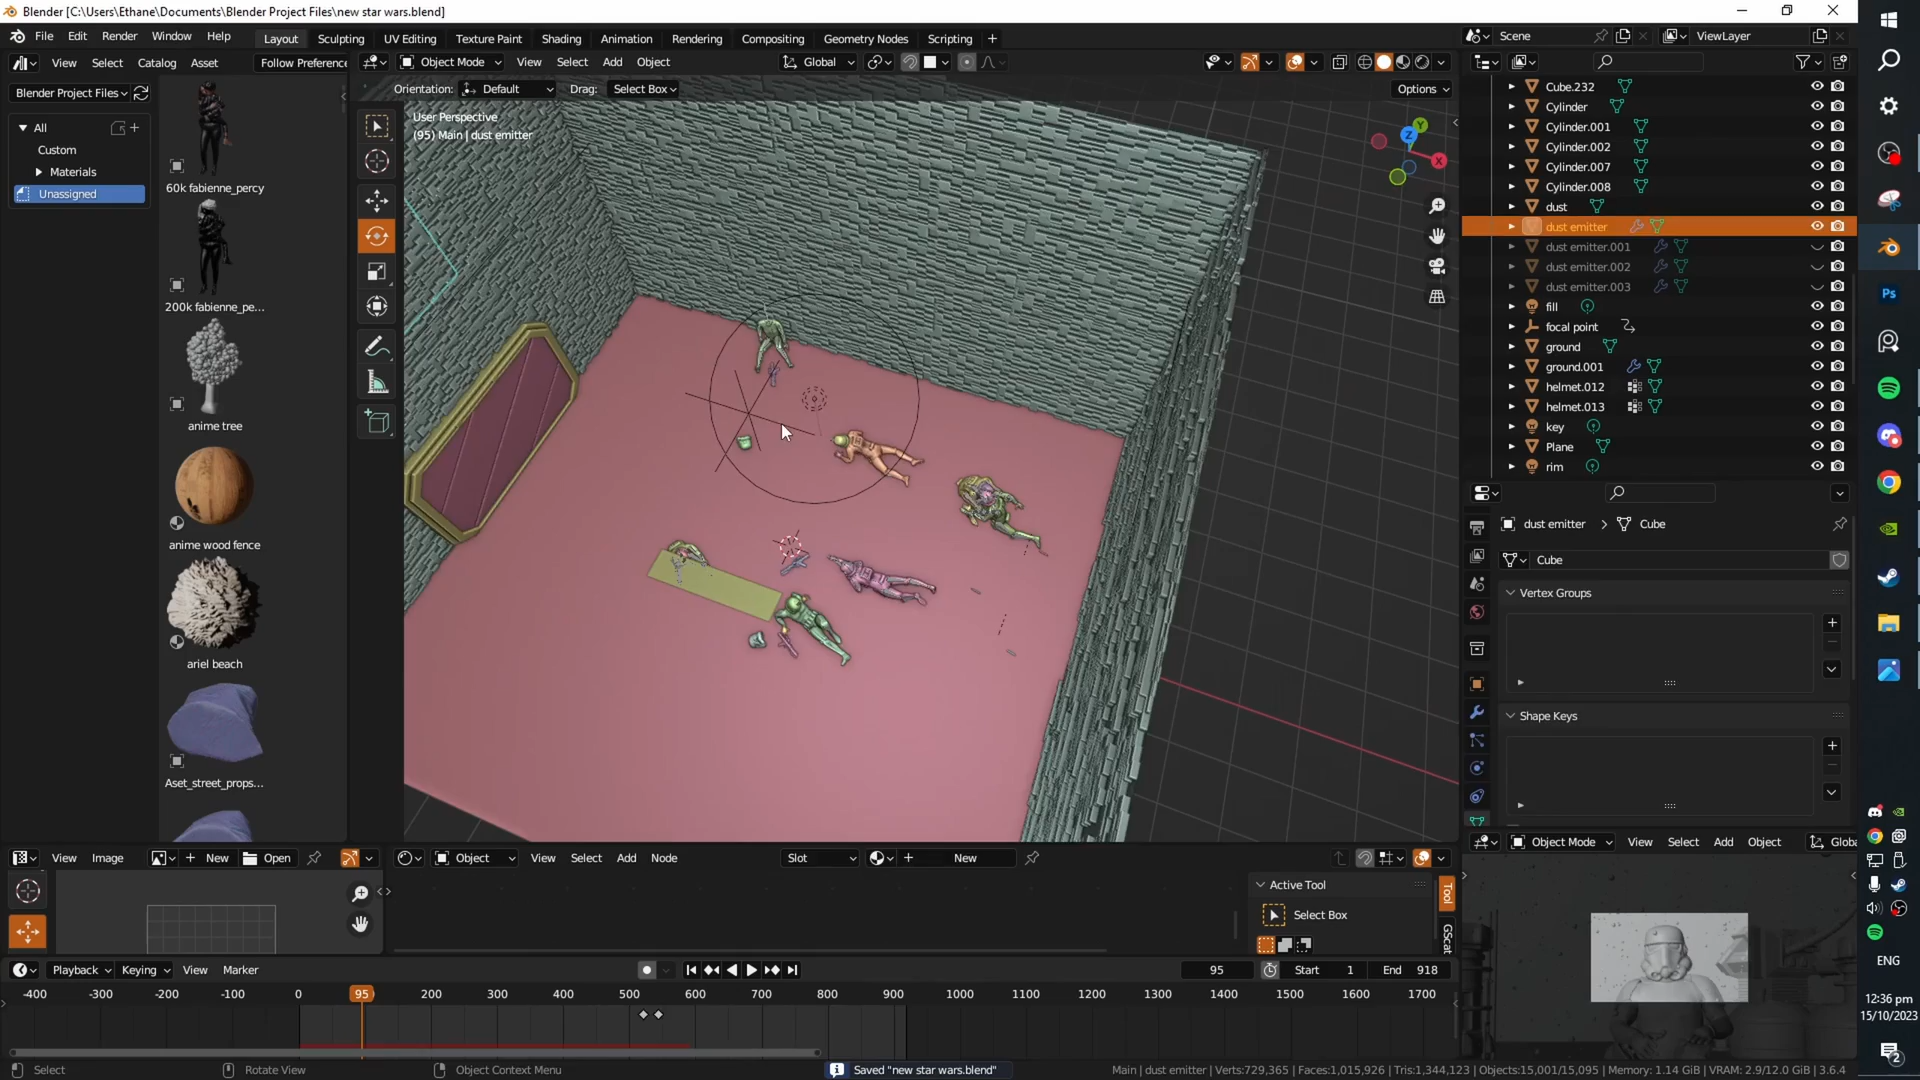 Blender [C:\Users\Ethane\Documents\Blender Project Files\new star wars.blend]
File Edit Render Window Help Layout Sculpting UV Editing Texture Paint Shading Animation Rendering Compositing Geometry Nodes Scripting + Scene ViewLayer
View Select Catalog Asset Follow Preference Object Mode View Select Add Object Global
Blender Project Files Orientation: Default Drag: Select Box Options
All
Custom
Materials
Unassigned
60k fabienne_percy
200k fabienne_pe...
anime tree
anime wood fence
ariel beach
Aset_street_props...
User Perspective
(95) Main | dust emitter
Z
Y
X
Cube.232
Cylinder
Cylinder.001
Cylinder.002
Cylinder.007
Cylinder.008
dust
dust emitter
dust emitter.001
dust emitter.002
dust emitter.003
fill
focal point
ground
ground.001
helmet.012
helmet.013
key
Plane
rim
dust emitter > Cube
Cube
Vertex Groups
Shape Keys
Object Mode View Select Add Object Globa
View Image New Open Object View Select Add Node Slot New
Active Tool
Select Box
Tool
GScat
Playback Keying View Marker 95 Start 1 End 918
-400 -300 -200 -100 0 95 200 300 400 500 600 700 800 900 1000 1100 1200 1300 1400 1500 1600 1700
Select Rotate View Object Context Menu Saved "new star wars.blend" Main | dust emitter | Verts:729,365 | Faces:1,015,926 | Tris:1,344,123 | Objects:15,001/15,095 | Memory: 1.14 GiB | VRAM: 2.9/12.0 GiB | 3.6.4
Ps
ENG
12:36 pm
15/10/2023
2